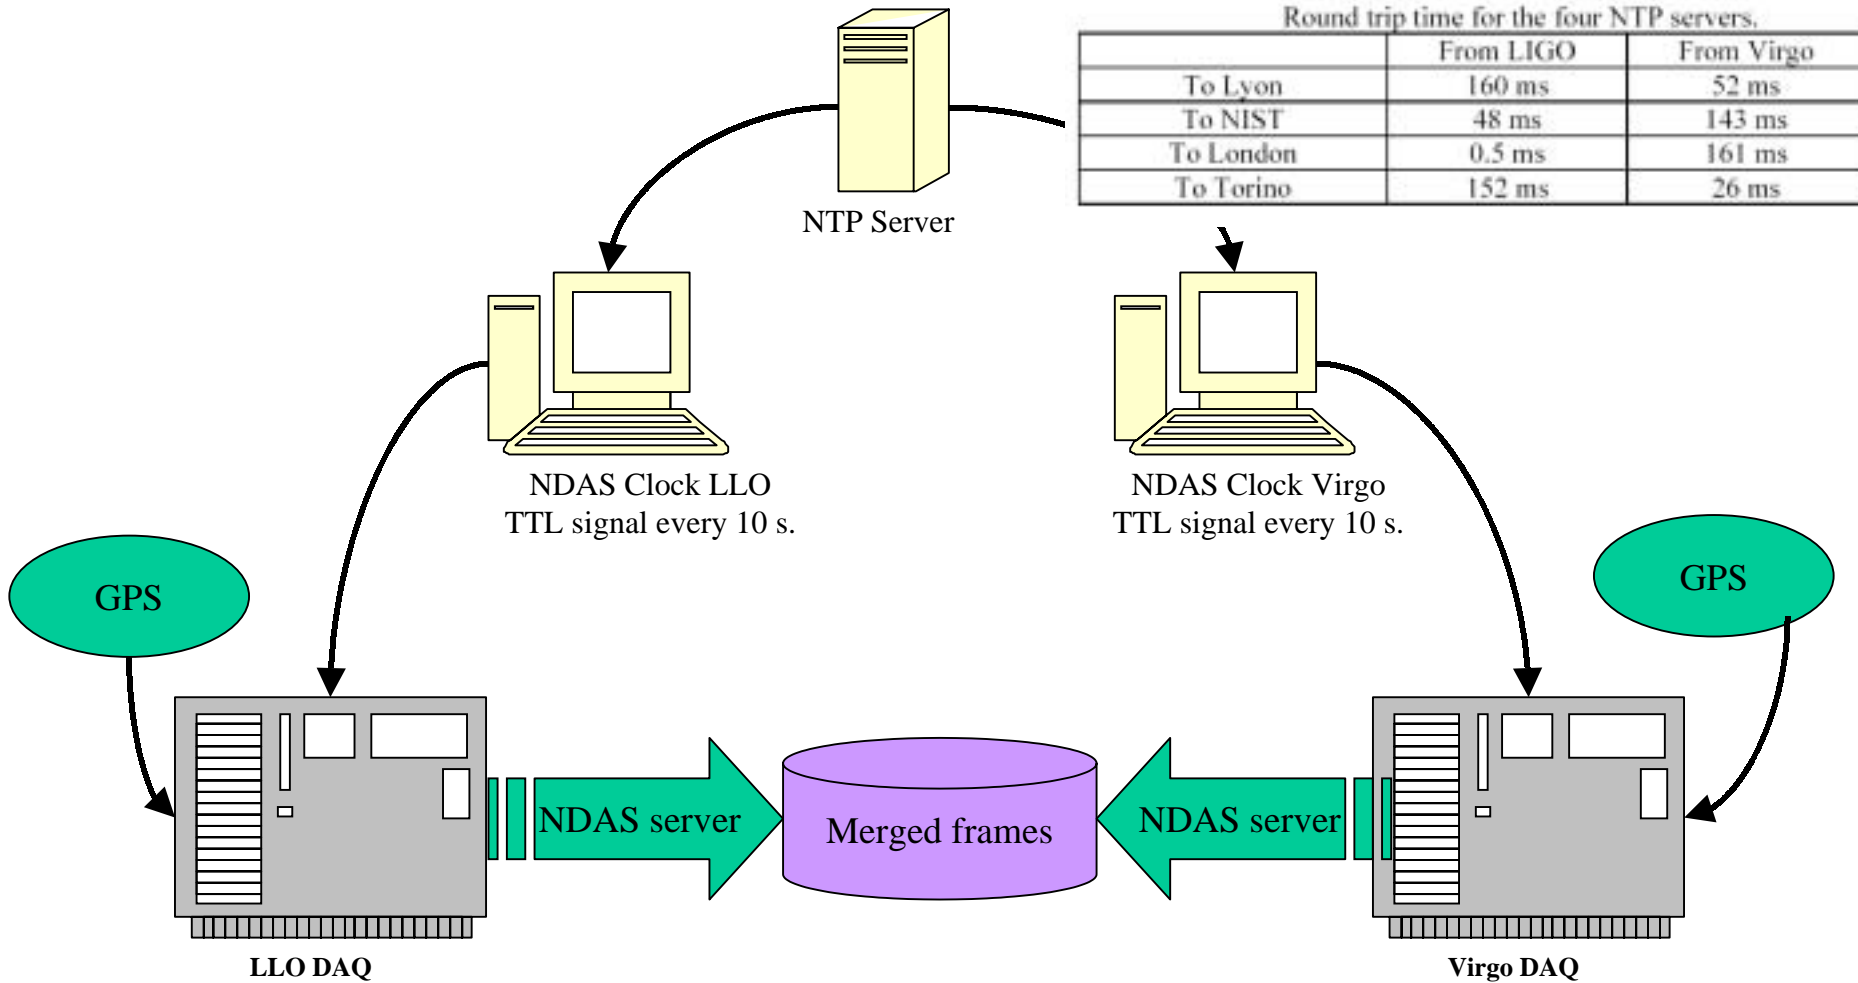 Round trip time for the four NTP servers.
From LIGO From Virgo
To Lyon 160 ms 52 ms
To NIST 48 ms 143 ms
To London 0.5 ms 161 ms
To Torino 152 ms 26 ms
NTP Server
NDAS Clock LLO
TTL signal every 10 s.
NDAS Clock Virgo
TTL signal every 10 s.
GPS
GPS
NDAS server
Merged frames
NDAS server
LLO DAQ
Virgo DAQ